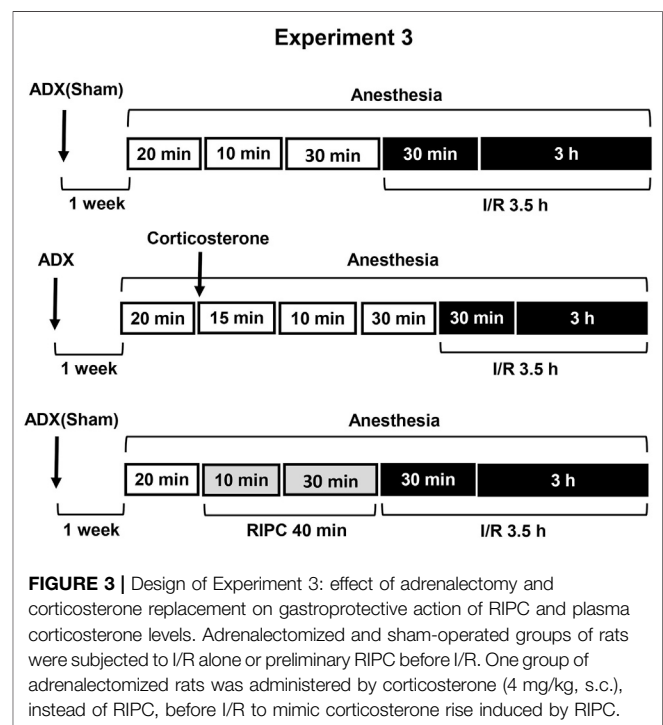 Experiment 3
ADX(Sham)
Anesthesia
20 min 10 min 30 min 30 min 3 h
1 week
I/R 3.5 h
Corticosterone
ADX
Anesthesia
20 min 15 min 10 min 30 min 30 min 3 h
1 week
I/R 3.5 h
ADX(Sham)
Anesthesia
20 min 10 min 30 min 30 min 3 h
1 week
RIPC 40 min
I/R 3.5 h
FIGURE 3 | Design of Experiment 3: effect of adrenalectomy and
corticosterone replacement on gastroprotective action of RIPC and plasma
corticosterone levels. Adrenalectomized and sham-operated groups of rats
were subjected to I/R alone or preliminary RIPC before I/R. One group of
adrenalectomized rats was administered by corticosterone (4 mg/kg, s.c.),
instead of RIPC, before I/R to mimic corticosterone rise induced by RIPC.